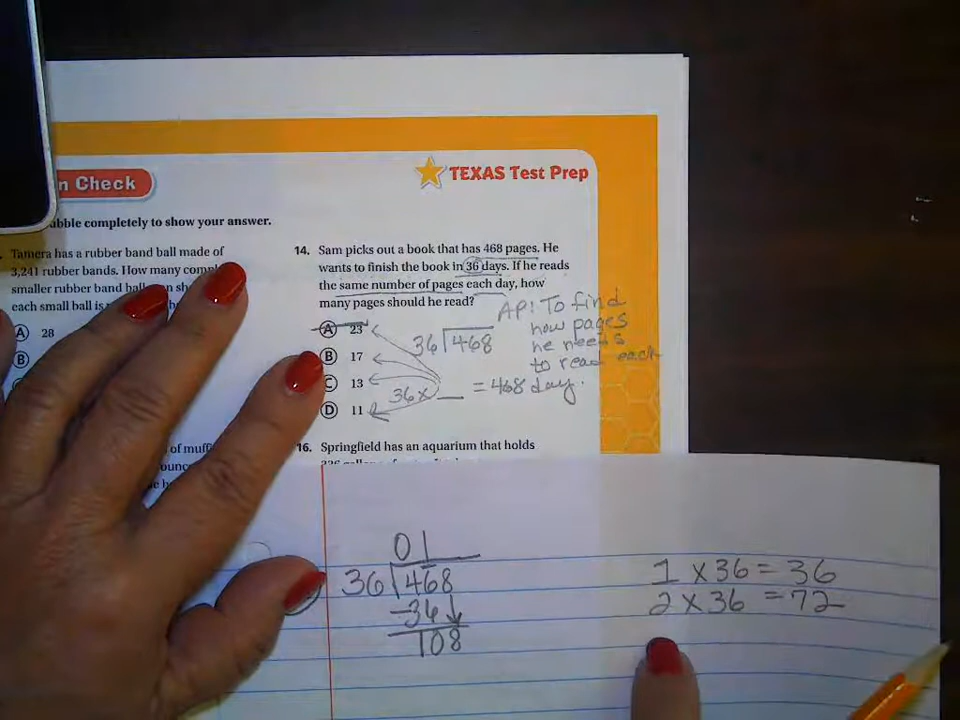 n Check
TEXAS Test Prep
bble completely to show your answer.
Tamera has a rubber band ball made of
3,241 rubber bands. How many
smaller rubber band
each small ball is
A 28
B
14. Sam picks out a book that has 468 pages. He
wants to finish the book in 36 days. If he reads
the same number of pages each day, how
many pages should he read?
A 23
B 17
C 13
D 11
36 468
36 x __ = 468
AP! To find
how pages
he needs
to read each
day.
of
16. Springfield has an aquarium that holds
01
36 468
-36
108
1 x 36 = 36
2 x 36 = 72